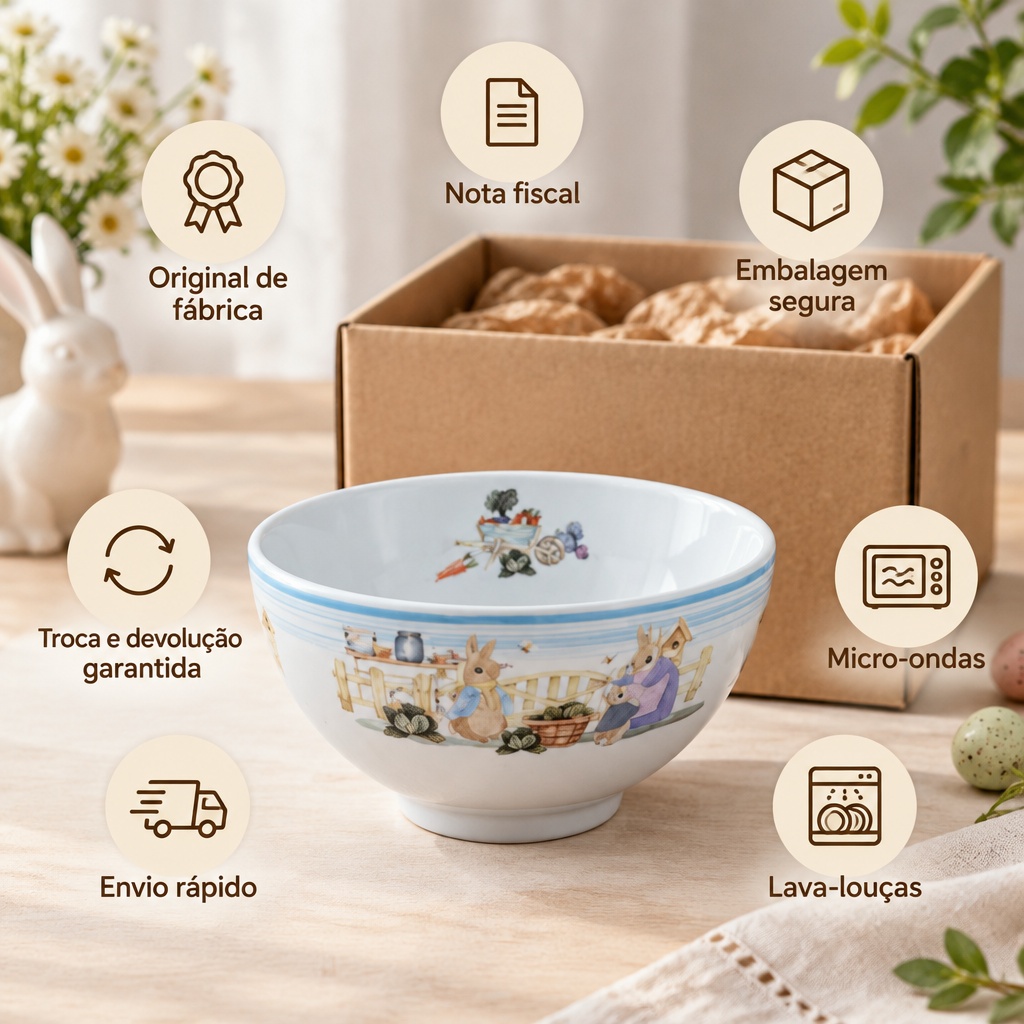 Nota fiscal
Original de
fábrica
Embalagem
segura
Troca e devolução
garantida
Micro-ondas
Envio rápido
Lava-louças